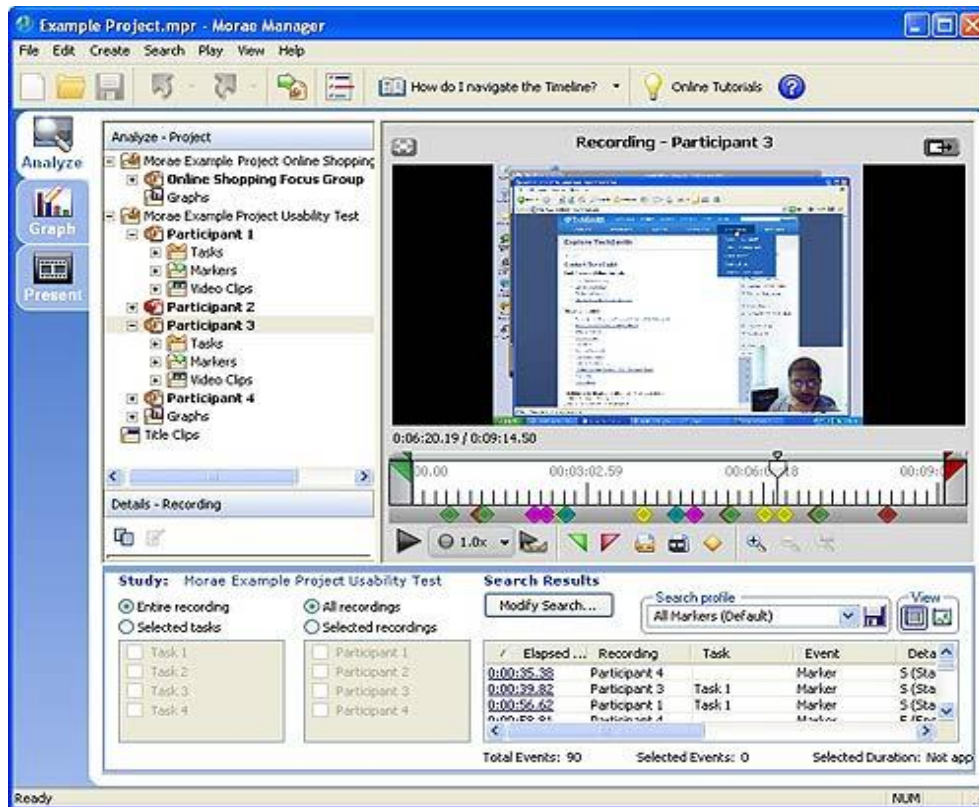 Example Project.mpr - Morae Manager
File Edit Create Search Play View Help
How do I navigate the Timeline? Online Tutorials
Analyze
Graph
Present
Analyze - Project
Morae Example Project Online Shopping
Online Shopping Focus Group
Graphs
Morae Example Project Usability Test
Participant 1
Tasks
Markers
Video Clips
Participant 2
Participant 3
Tasks
Markers
Video Clips
Participant 4
Graphs
Title Clips
Details - Recording
Recording - Participant 3
Explore TechSmith
0:06:20.19 / 0:09:14.50
00:03:02.59
1.0x
Study: Morae Example Project Usability Test
Entire recording
Selected tasks
Task 1
Task 2
Task 3
Task 4
All recordings
Selected recordings
Participant 1
Participant 2
Participant 3
Participant 4
Search Results
Modify Search...
Search profile
All Markers (Default)
View
Elapsed ... Recording Task Event Deta
0:00:35.38 Participant 4 Marker S (Sta
0:00:39.82 Participant 3 Task 1 Marker S (Sta
0:00:56.62 Participant 1 Task 1 Marker S (Sta
Total Events: 90 Selected Events: 0 Selected Duration: Not app
Ready NUM